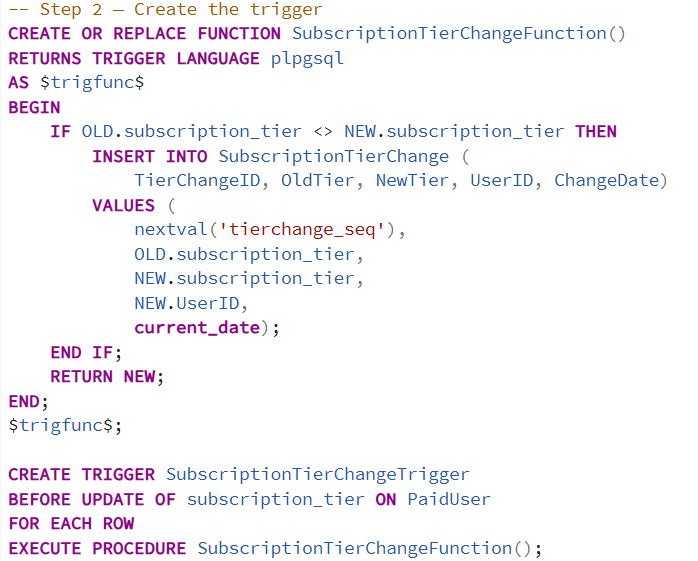 -- Step 2 – Create the trigger
CREATE OR REPLACE FUNCTION SubscriptionTierChangeFunction()
RETURNS TRIGGER LANGUAGE plpgsql
AS $trigfunc$
BEGIN
    IF OLD.subscription_tier <> NEW.subscription_tier THEN
        INSERT INTO SubscriptionTierChange (
            TierChangeID, OldTier, NewTier, UserID, ChangeDate)
        VALUES (
            nextval('tierchange_seq'),
            OLD.subscription_tier,
            NEW.subscription_tier,
            NEW.UserID,
            current_date);
    END IF;
    RETURN NEW;
END;
$trigfunc$;

CREATE TRIGGER SubscriptionTierChangeTrigger
BEFORE UPDATE OF subscription_tier ON PaidUser
FOR EACH ROW
EXECUTE PROCEDURE SubscriptionTierChangeFunction();